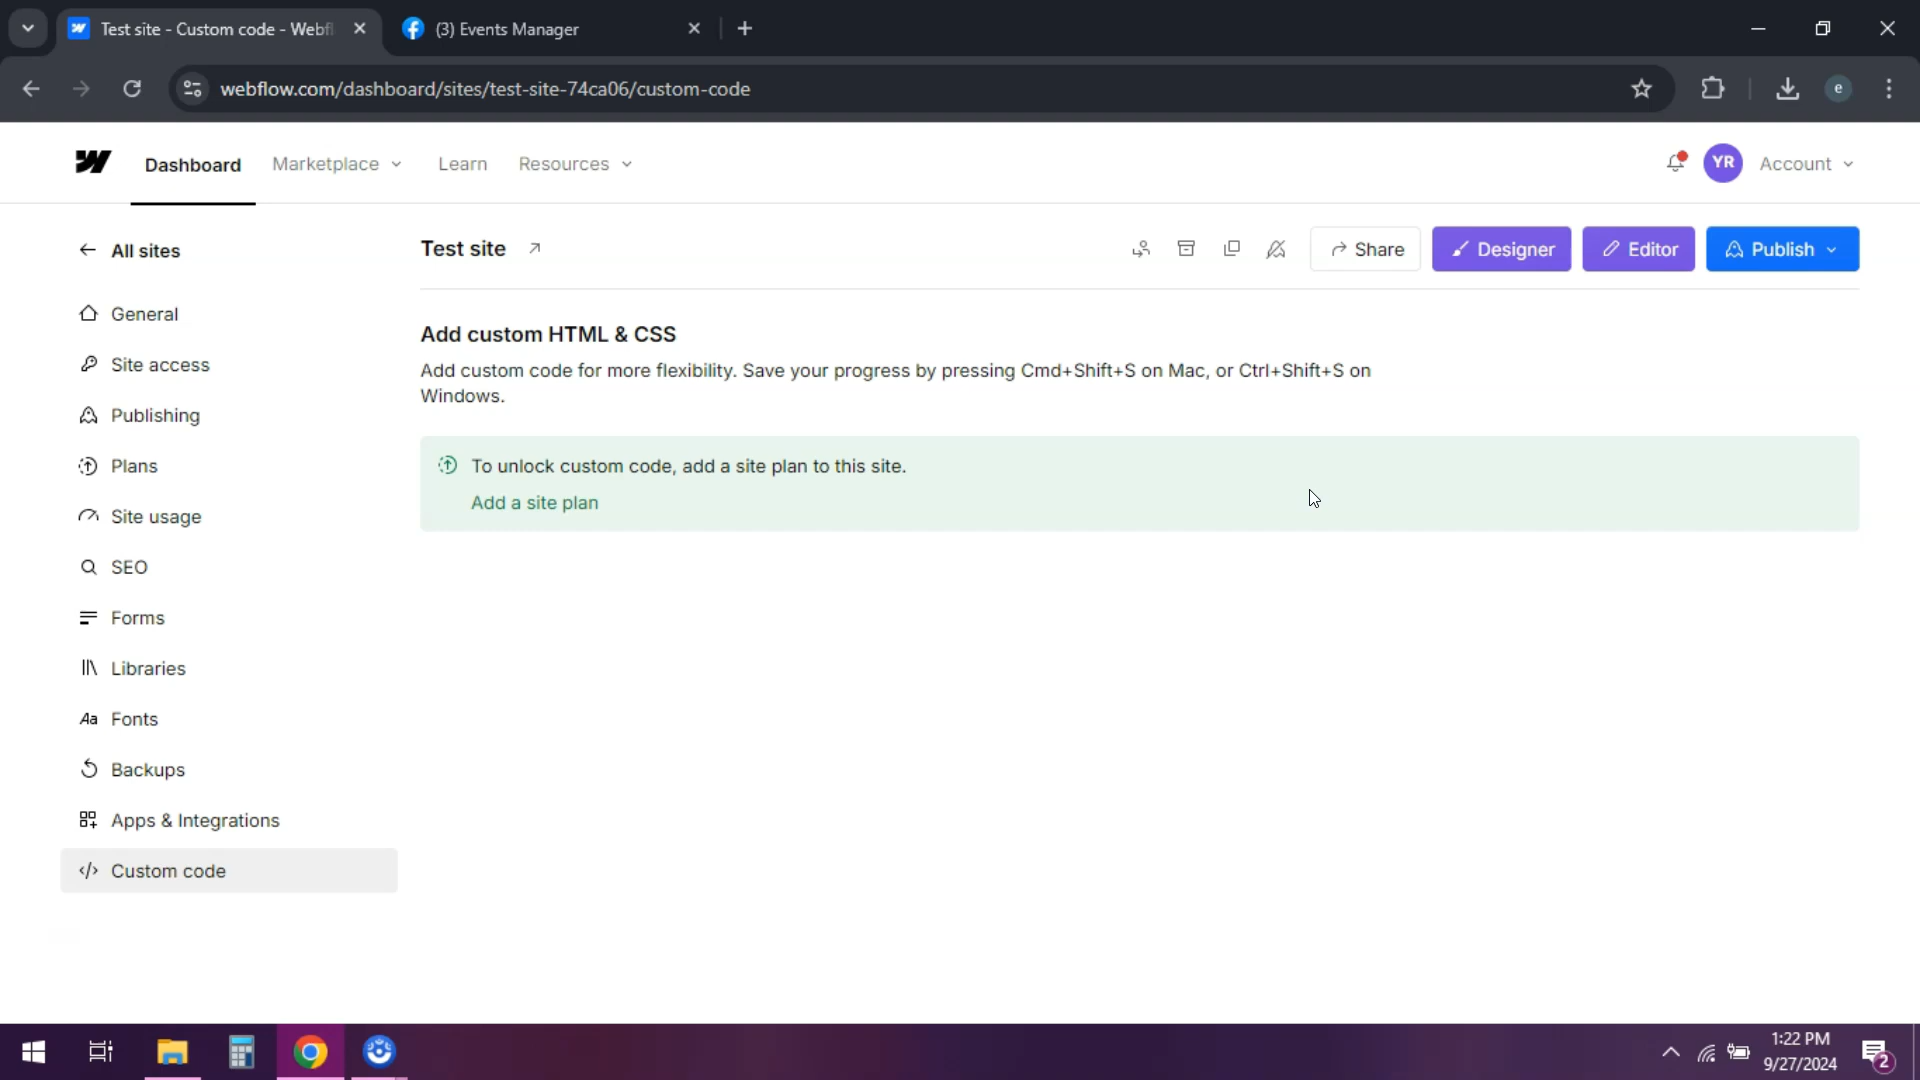 Test site - Custom code - Webfl
(3) Events Manager
webflow.com/dashboard/sites/test-site-74ca06/custom-code
e
Dashboard
Marketplace
Learn
Resources
YR
Account
All sites
Test site
Share
Designer
Editor
Publish
General
Site access
Publishing
Plans
Site usage
SEO
Forms
Libraries
Aa Fonts
Backups
Apps & Integrations
</> Custom code
Add custom HTML & CSS
Add custom code for more flexibility. Save your progress by pressing Cmd+Shift+S on Mac, or Ctrl+Shift+S on
Windows.
To unlock custom code, add a site plan to this site.
Add a site plan
1:22 PM
9/27/2024
2